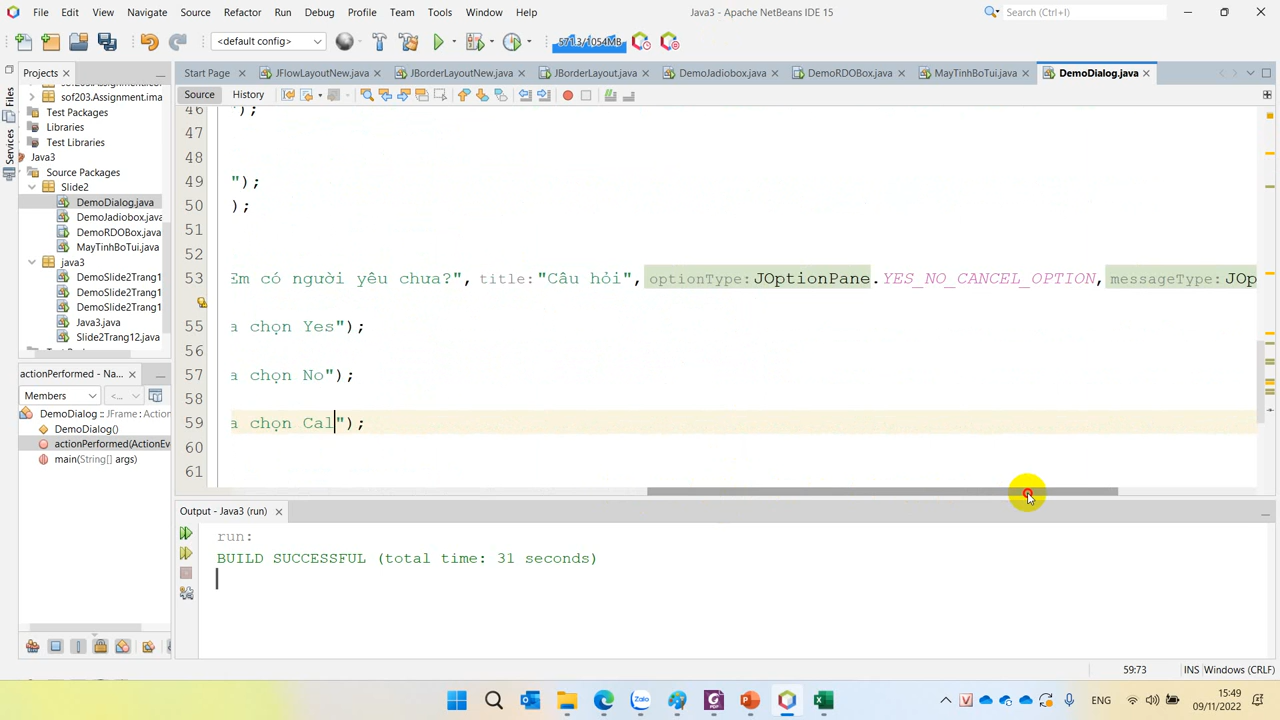 File Edit View Navigate Source Refactor Run Debug Profile Team Tools Window Help
Java3 - Apache NetBeans IDE 15
Search (Ctrl+I)
<default config>
571.3/1054MB
Projects
Start Page
JFlowLayoutNew.java
JBorderLayoutNew.java
JBorderLayout.java
DemoJadiobox.java
DemoRDOBox.java
MayTinhBoTui.java
DemoDialog.java
Files
Services
Source History
sof203.Assignment.ima
Test Packages
Libraries
Test Libraries
Java3
Source Packages
Slide2
DemoDialog.java
DemoJadiobox.java
DemoRDOBox.java
MayTinhBoTui.java
java3
DemoSlide2Trang1
DemoSlide2Trang1
DemoSlide2Trang1
Java3.java
Slide2Trang12.java
46 ");
47
48
49 ");
50 );
51
52
53 Em có người yêu chưa?", title:"Câu hỏi", optionType:JOptionPane.YES_NO_CANCEL_OPTION, messageType:JOp
55 a chọn Yes");
56
57 a chọn No");
58
59 a chọn Cal");
60
61
actionPerformed - Na...
Members
<...
DemoDialog :: JFrame : Action
DemoDialog()
actionPerformed(ActionEve
main(String[] args)
Output - Java3 (run)
run:
BUILD SUCCESSFUL (total time: 31 seconds)
59:73
INS Windows (CRLF)
Zalo
PDF
ENG
15:49
09/11/2022